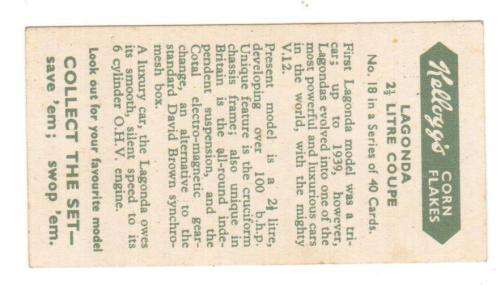 Kellogg's CORN FLAKES
LAGONDA
2½ LITRE COUPE
No. 18 in a Series of 40 Cards.
First Lagonda model was a tri-
car; up to 1939, however,
Lagondas evolved into one of the
most powerful and luxurious cars
in the world, with the mighty
V.12.
Present model is a 2½ litre,
developing over 100 b.h.p.
Unique feature is the cruciform
chassis frame; also unique in
Britain is the all-round inde-
pendent suspension, and the
Cotal electro-magnetic gear-
change, an alternative to the
standard David Brown synchro-
mesh box.
A luxury car, the Lagonda owes
its smooth, silent speed to its
6 cylinder O.H.V. engine.
Look out for your favourite model
COLLECT THE SET—
save 'em; swop 'em.